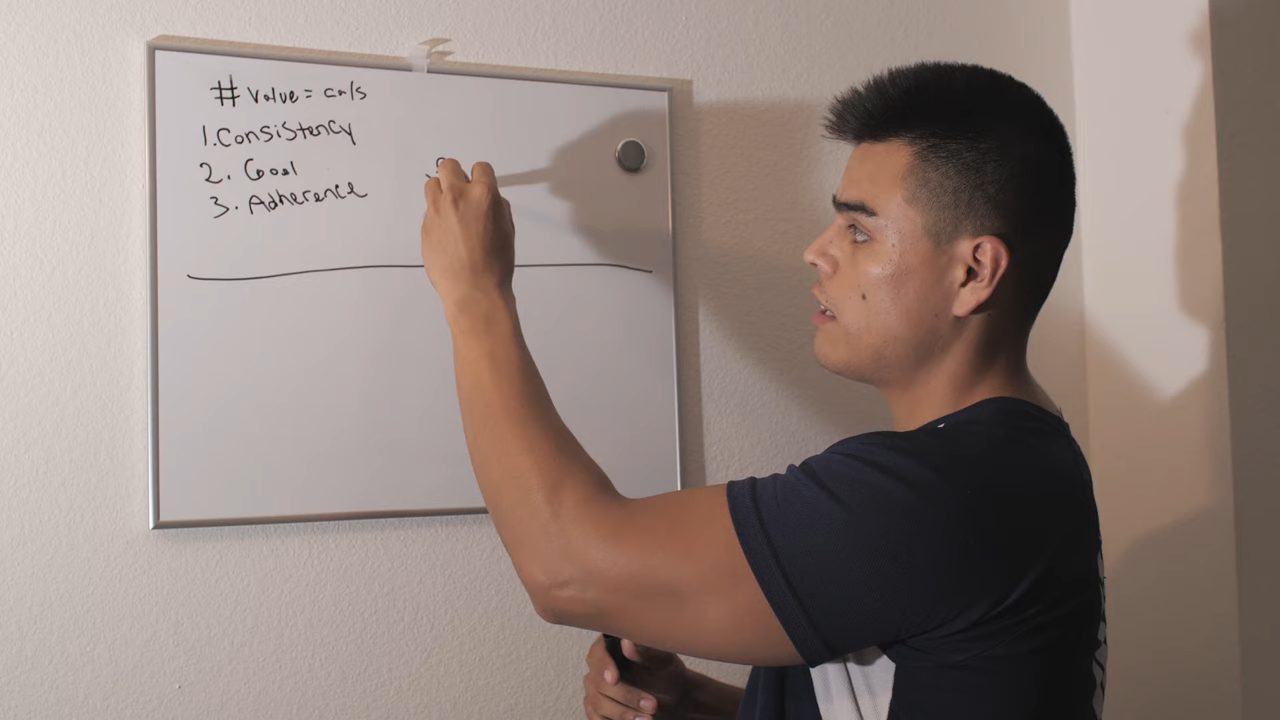 # Value = cals
1. Consistency
2. Goal
3. Adherence